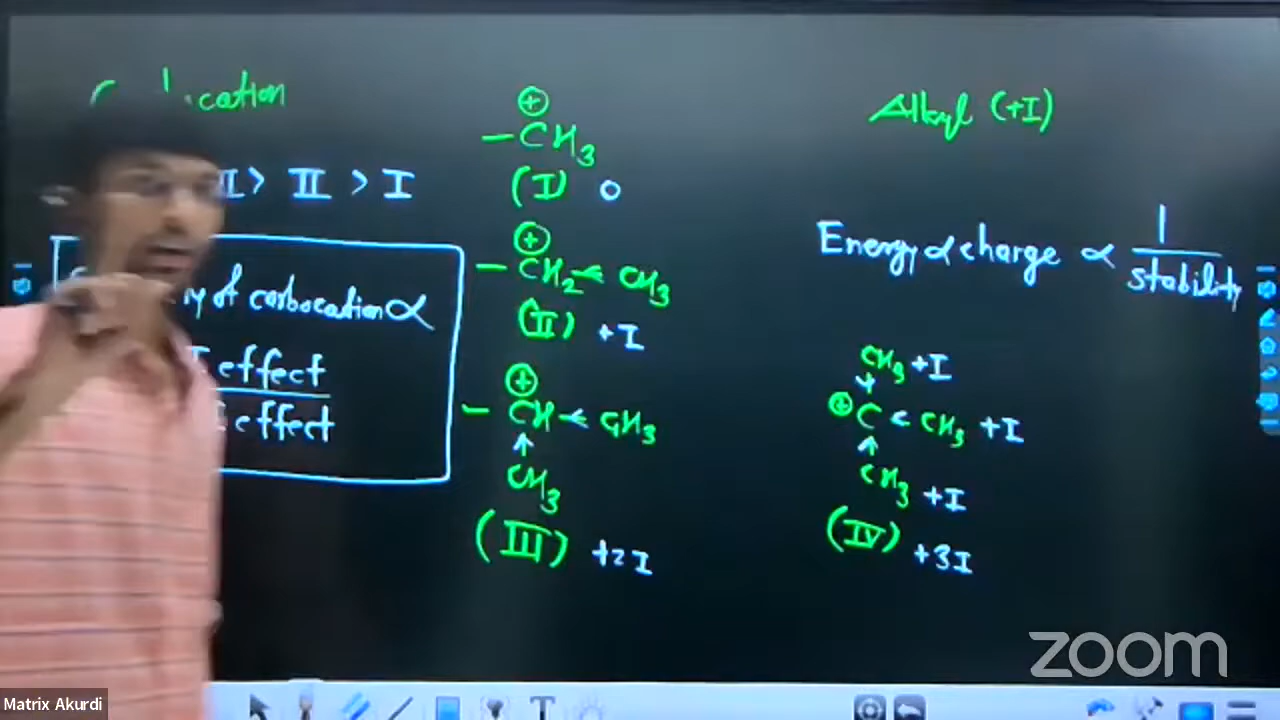 cation
> II > I
of carbocation ∝
effect
effect
⊕
— CH3
(I) 0
⊕
— CH2 ← CH3
(II) +I
⊕
— CH ← CH3
↑
CH3
(III) +2I
Alkyl (+I)
Energy ∝ charge ∝ 1
stability
CH3 +I
⊕ C < CH3 +I
↑
CH3 +I
(IV) +3I
zoom
Matrix Akurdi
T